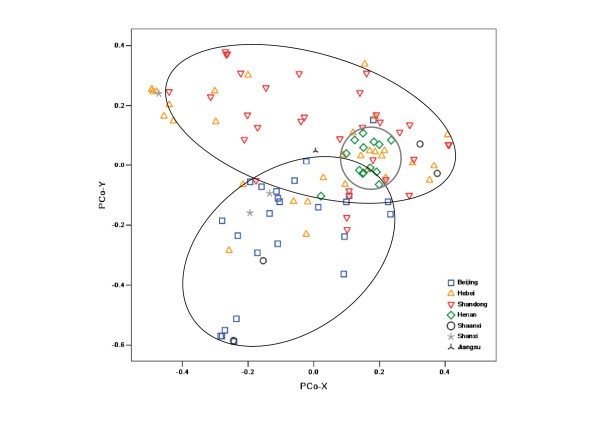 0.4
0.2
0.0
-0.2
-0.4
-0.6
PCo-Y
-0.4
-0.2
0.0
0.2
0.4
PCo-X
Beijing
Hebei
Shandong
Henan
Shaanxi
Shanxi
Jiangsu